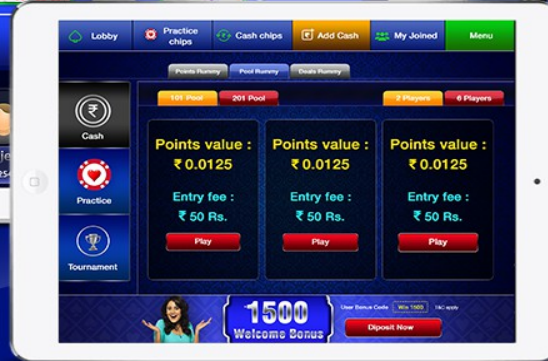 Lobby
Practice
chips
Cash chips
Add Cash
My Joined
Menu
Points Rummy
Pool Rummy
Deals Rummy
101 Pool
201 Pool
2 Players
6 Players
Cash
Practice
Tournament
Points value :
₹ 0.0125
Entry fee :
₹ 50 Rs.
Play
Points value :
₹ 0.0125
Entry fee :
₹ 50 Rs.
Play
Points value :
₹ 0.0125
Entry fee :
₹ 50 Rs.
Play
1500
Welcome Bonus
User Bonus Code
Win 1500
T&C apply
Diposit Now